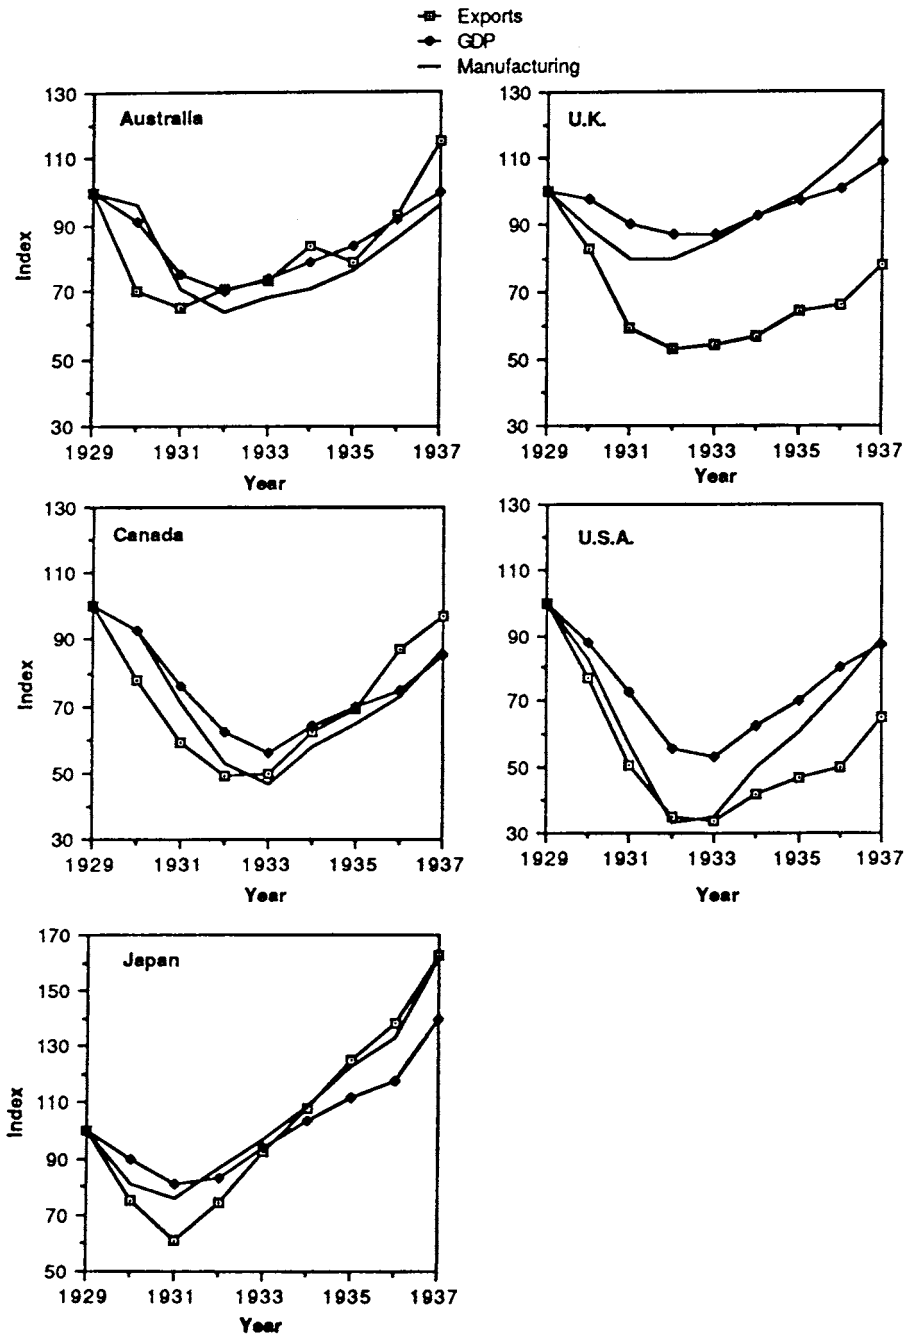 Exports
GDP
Manufacturing
Australia
130
110
90
70
50
30
Index
1929 1931 1933 1935 1937
Year
U.K.
130
110
90
70
50
30
1929 1931 1933 1935 1937
Year
Canada
130
110
90
70
50
30
Index
1929 1931 1933 1935 1937
Year
U.S.A.
130
110
90
70
50
30
1929 1931 1933 1935 1937
Year
Japan
170
150
130
110
90
70
50
Index
1929 1931 1933 1935 1937
Year